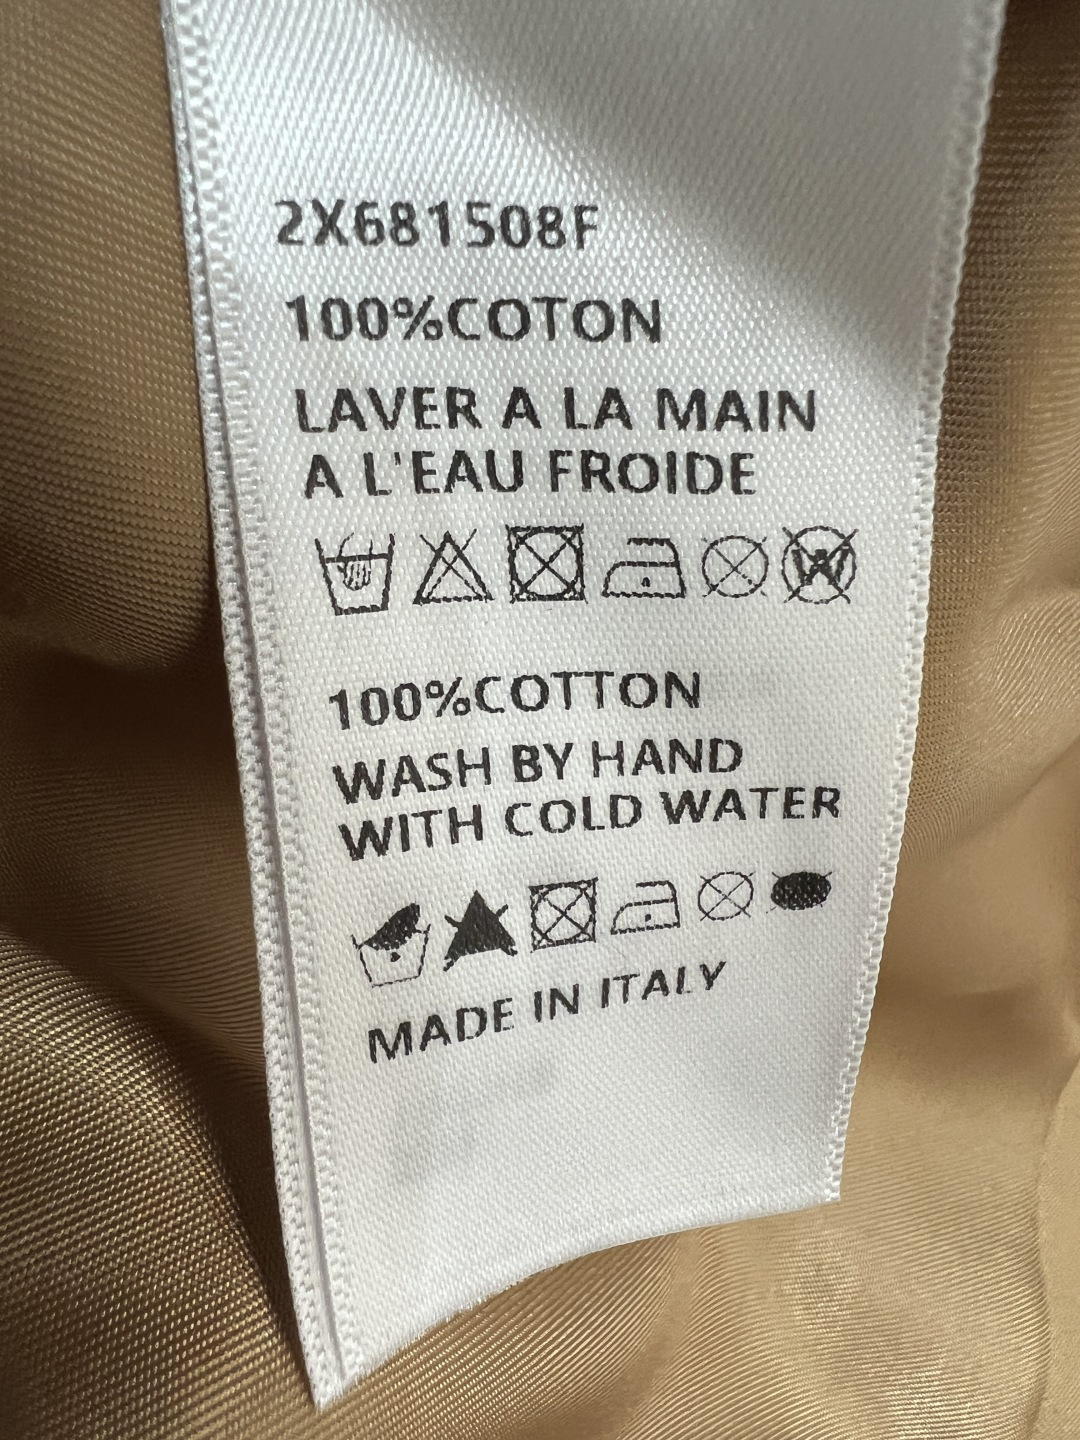 2X681508F
100%COTON
LAVER A LA MAIN
A L'EAU FROIDE
W
100%COTTON
WASH BY HAND
WITH COLD WATER
MADE IN ITALY